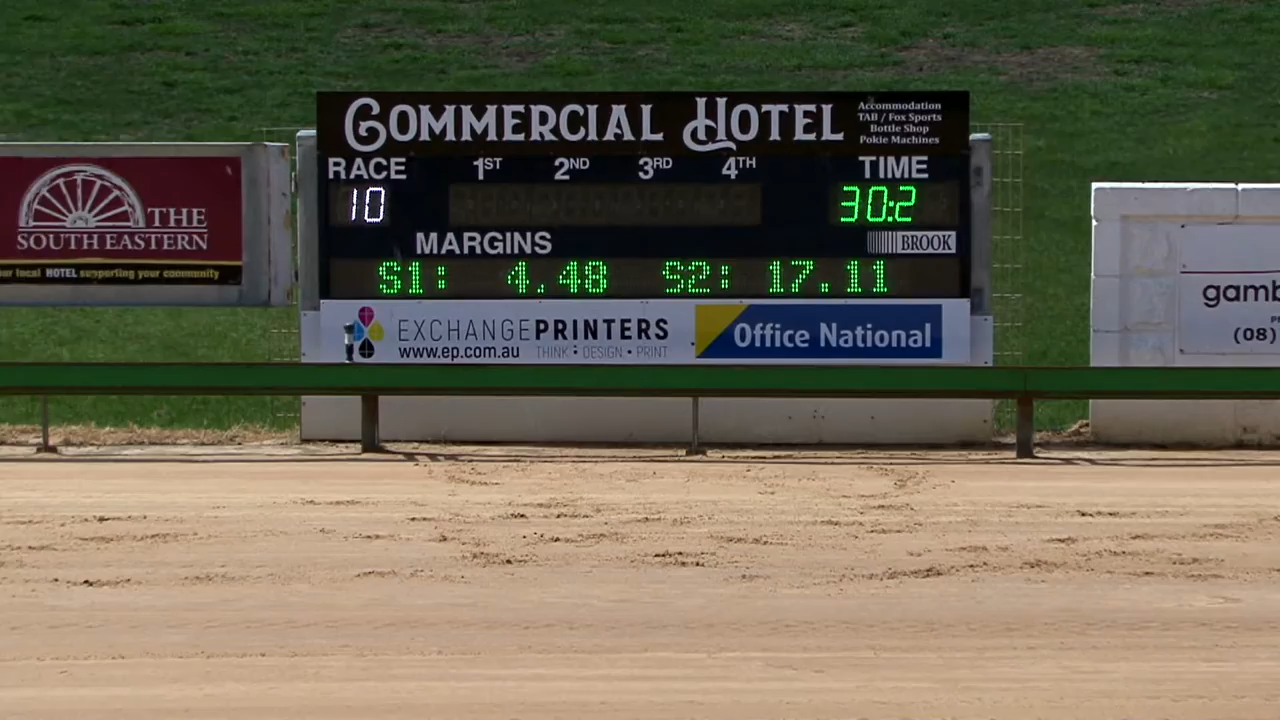 COMMERCIAL HOTEL
Accommodation
TAB / Fox Sports
Bottle Shop
Pokie Machines
RACE 1ST 2ND 3RD 4TH TIME
10 30:2
MARGINS BROOK
S1: 4.48 S2: 17.11
THE
SOUTH EASTERN
our local HOTEL supporting your community
EXCHANGEPRINTERS
www.ep.com.au THINK : DESIGN • PRINT
Office National
gamb
(08)